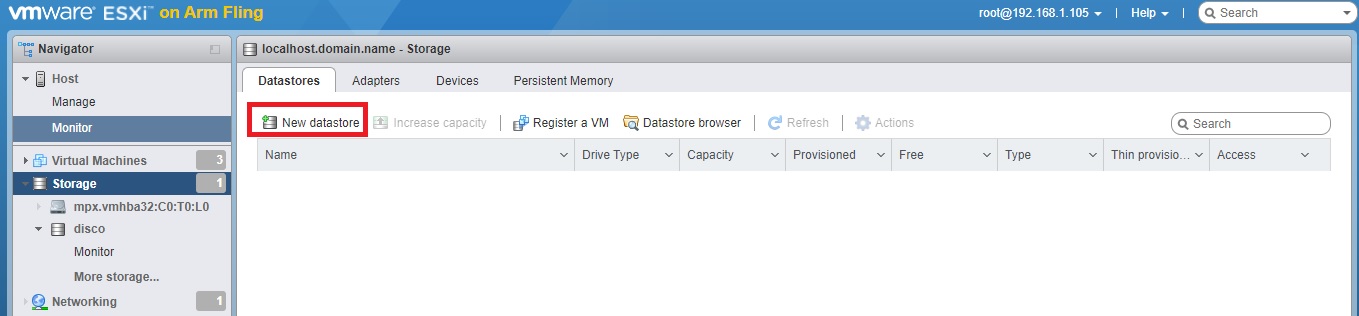 vmware ESXi™ on Arm Fling
root@192.168.1.105 | Help | Search
Navigator
Host
Manage
Monitor
Virtual Machines 3
Storage 1
mpx.vmhba32:C0:T0:L0
disco
Monitor
More storage...
Networking 1
localhost.domain.name - Storage
Datastores Adapters Devices Persistent Memory
New datastore Increase capacity | Register a VM Datastore browser | Refresh | Actions Search
Name Drive Type Capacity Provisioned Free Type Thin provisio... Access